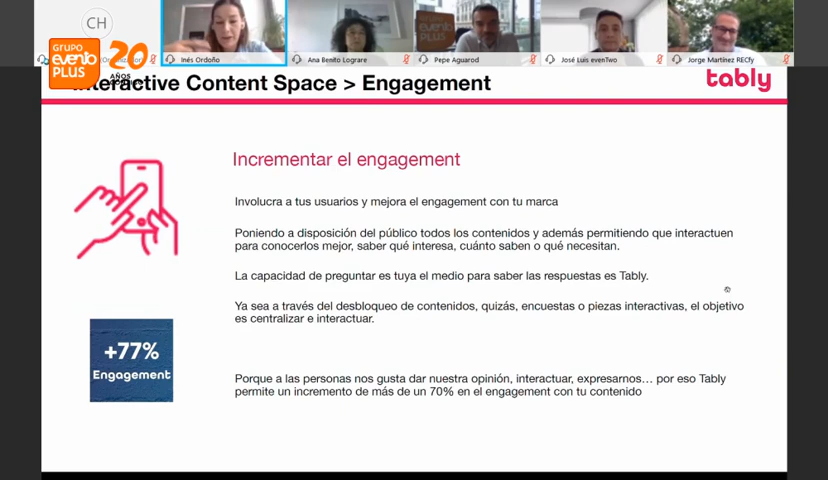 CH
GRUPO
evento
PLUS
20
AÑOS
Inés Ordoño
Ana Benito Lograre
Pepe Aguarod
José Luis evenTwo
Jorge Martínez RECfy
Interactive Content Space > Engagement
tably
Incrementar el engagement
Involucra a tus usuarios y mejora el engagement con tu marca
Poniendo a disposición del público todos los contenidos y además permitiendo que interactuen
para conocerlos mejor, saber qué interesa, cuánto saben o qué necesitan.
La capacidad de preguntar es tuya el medio para saber las respuestas es Tably.
Ya sea a través del desbloqueo de contenidos, quizás, encuestas o piezas interactivas, el objetivo
es centralizar e interactuar.
+77%
Engagement
Porque a las personas nos gusta dar nuestra opinión, interactuar, expresarnos… por eso Tably
permite un incremento de más de un 70% en el engagement con tu contenido